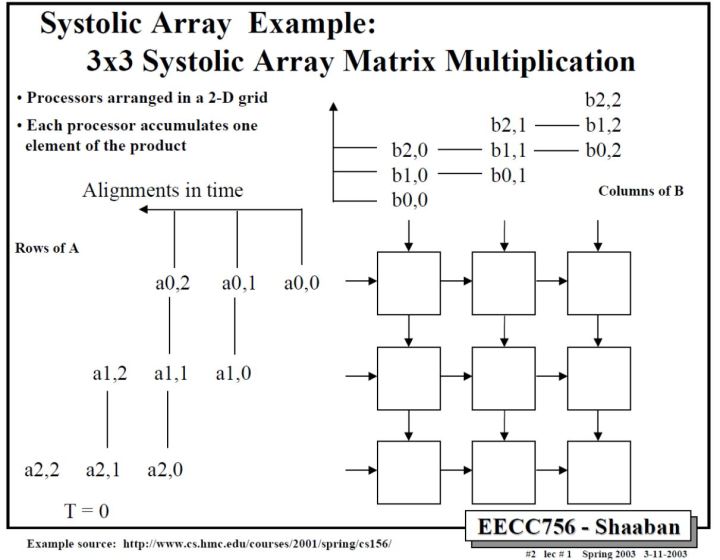 Systolic Array Example:
3x3 Systolic Array Matrix Multiplication
• Processors arranged in a 2-D grid
• Each processor accumulates one
element of the product
b2,2
b2,1 b1,2
b2,0 b1,1 b0,2
b1,0 b0,1
b0,0
Columns of B
Alignments in time
Rows of A
a0,2 a0,1 a0,0
a1,2 a1,1 a1,0
a2,2 a2,1 a2,0
T = 0
EECC756 - Shaaban
Example source: http://www.cs.hmc.edu/courses/2001/spring/cs156/
#2 lec # 1 Spring 2003 3-11-2003